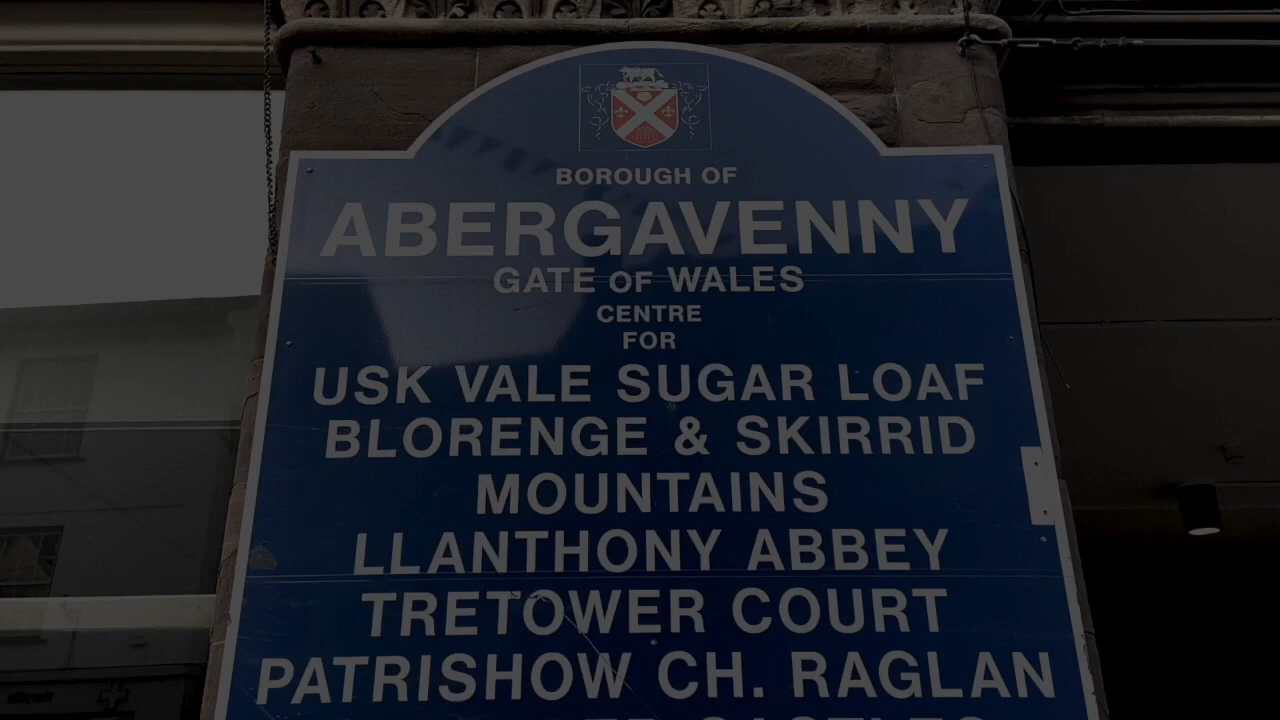 BOROUGH OF
ABERGAVENNY
GATE OF WALES
CENTRE
FOR
USK VALE SUGAR LOAF
BLORENGE & SKIRRID
MOUNTAINS
LLANTHONY ABBEY
TRETOWER COURT
PATRISHOW CH. RAGLAN